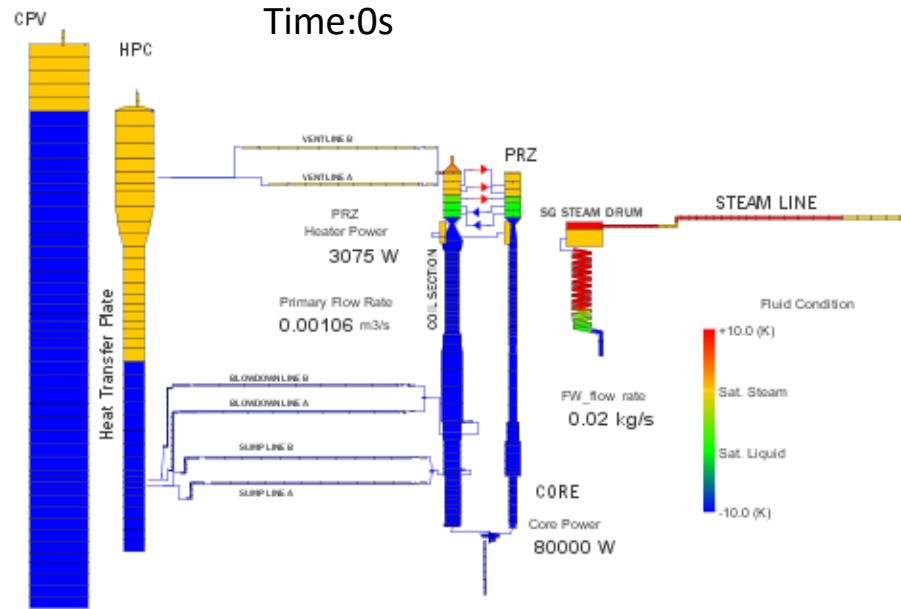 Time:0s
CPV
HPC
VENTLINE B
VENTLINE A
PRZ
STEAM LINE
SG STEAM DRUM
PRZ
Heater Power
3075 W
COIL SECTION
Primary Flow Rate
0.00106 m3/s
Heat Transfer Plate
Fluid Condition
+10.0 (K)
Sat. Steam
Sat. Liquid
-10.0 (K)
BLOWDOWN LINE B
BLOWDOWN LINE A
FW_flow rate
0.02 kg/s
SUMP LINE B
SUMP LINE A
CORE
Core Power
80000 W